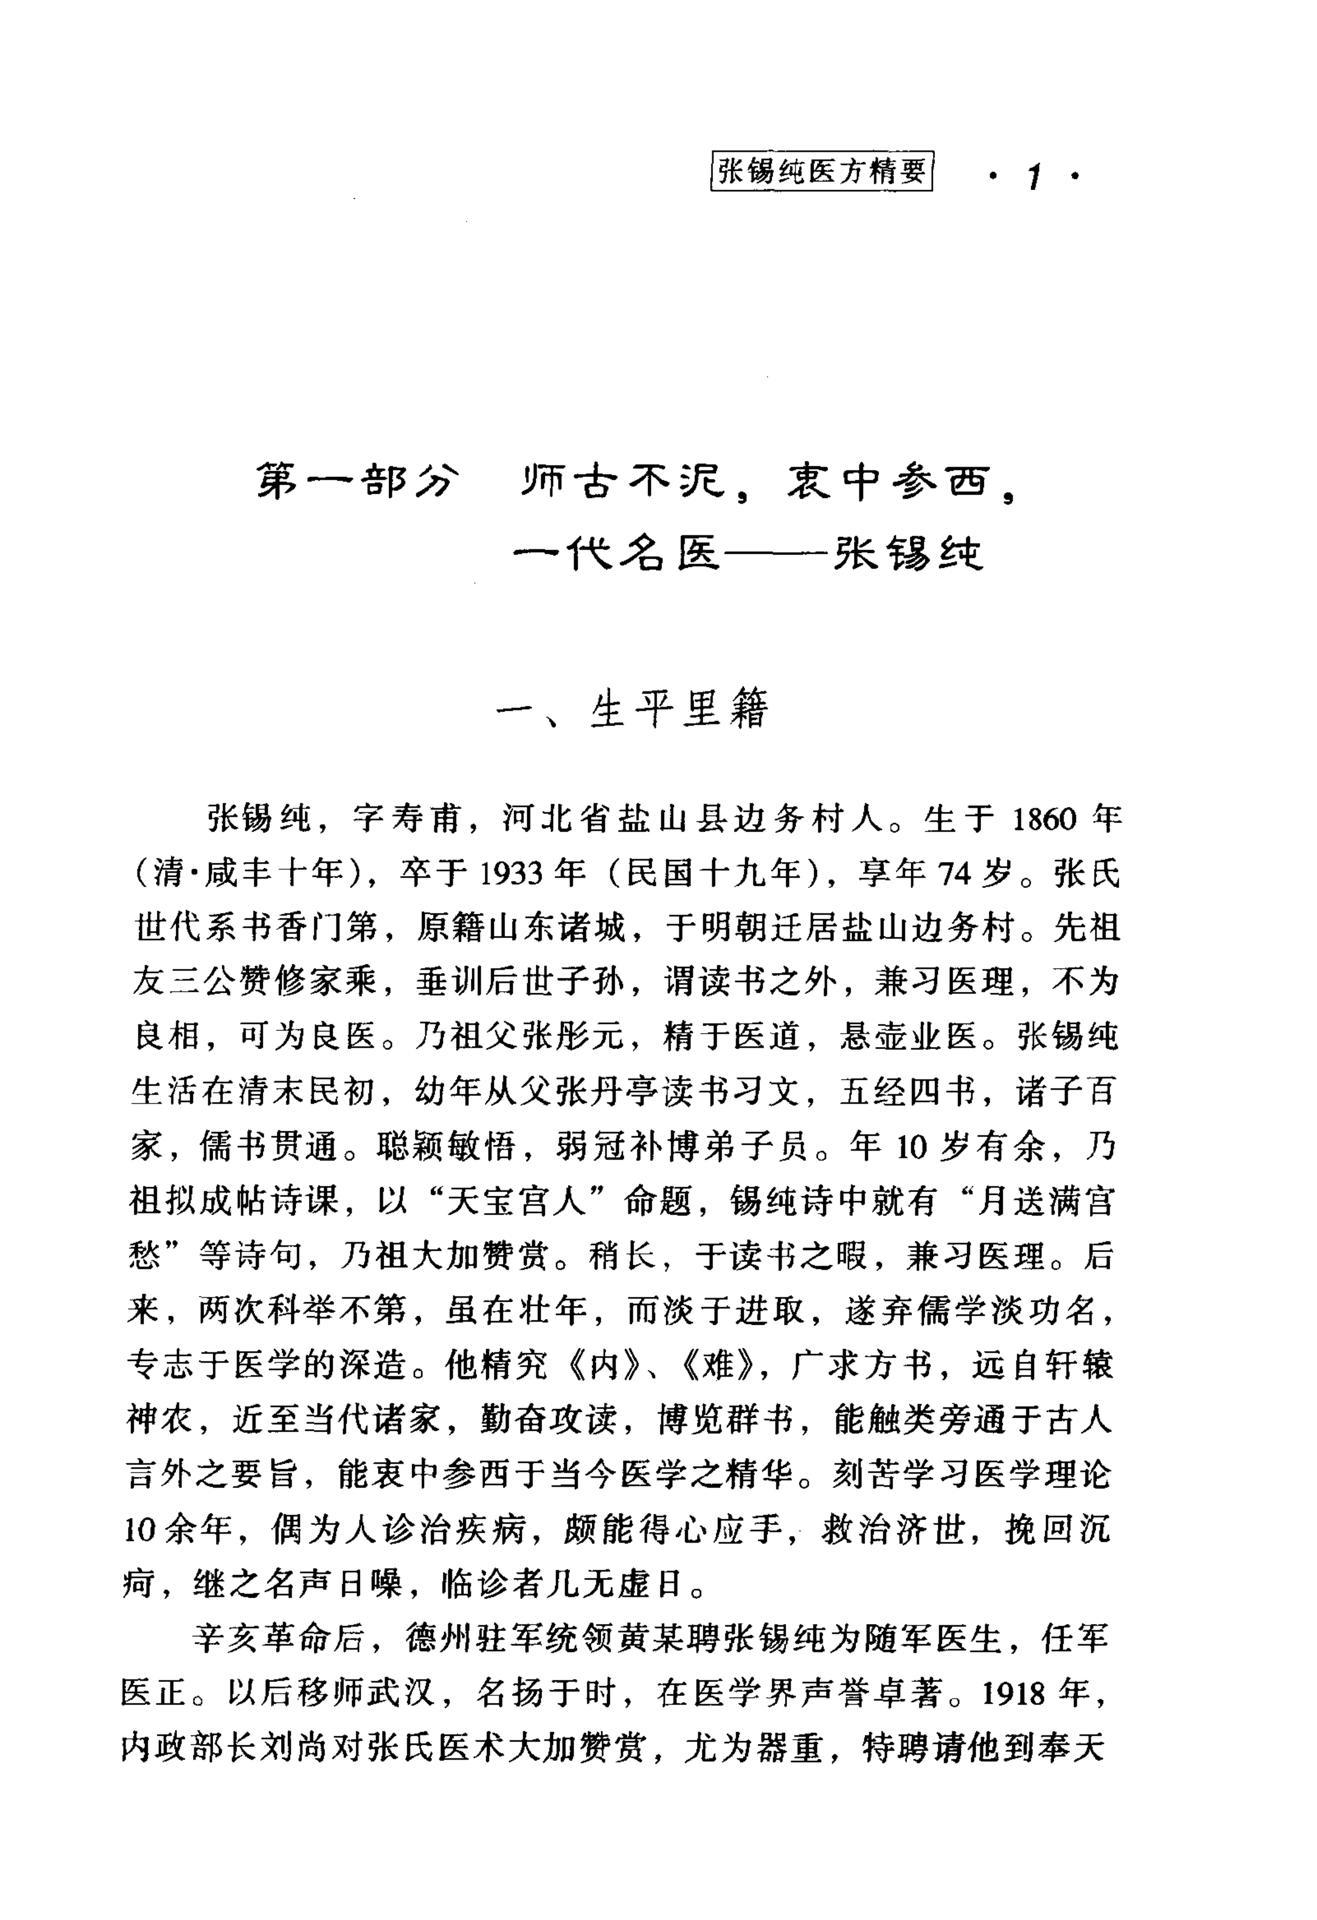 张锡纯医方精要 · 1 ·
第一部分 师古不泥，衷中参西，
一代名医——张锡纯
一、生平里籍
张锡纯，字寿甫，河北省盐山县边务村人。生于 1860 年
（清·咸丰十年），卒于 1933 年（民国十九年），享年 74 岁。张氏
世代系书香门第，原籍山东诸城，于明朝迁居盐山边务村。先祖
友三公赞修家乘，垂训后世子孙，谓读书之外，兼习医理，不为
良相，可为良医。乃祖父张彤元，精于医道，悬壶业医。张锡纯
生活在清末民初，幼年从父张丹亭读书习文，五经四书，诸子百
家，儒书贯通。聪颖敏悟，弱冠补博弟子员。年 10 岁有余，乃
祖拟成帖诗课，以“天宝宫人”命题，锡纯诗中就有“月送满宫
愁”等诗句，乃祖大加赞赏。稍长，于读书之暇，兼习医理。后
来，两次科举不第，虽在壮年，而淡于进取，遂弃儒学淡功名，
专志于医学的深造。他精究《内》、《难》，广求方书，远自轩辕
神农，近至当代诸家，勤奋攻读，博览群书，能触类旁通于古人
言外之要旨，能衷中参西于当今医学之精华。刻苦学习医学理论
10余年，偶为人诊治疾病，颇能得心应手，救治济世，挽回沉
疴，继之名声日噪，临诊者几无虚日。
辛亥革命后，德州驻军统领黄某聘张锡纯为随军医生，任军
医正。以后移师武汉，名扬于时，在医学界声誉卓著。1918 年，
内政部长刘尚对张氏医术大加赞赏，尤为器重，特聘请他到奉天